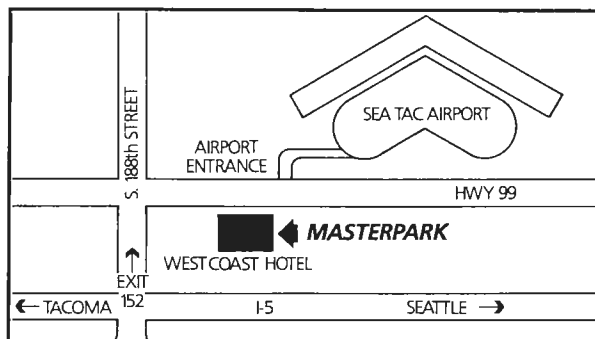 S. 188th STREET
SEA TAC AIRPORT
AIRPORT
ENTRANCE
HWY 99
MASTERPARK
WEST COAST HOTEL
EXIT
152
← TACOMA
I-5
SEATTLE →